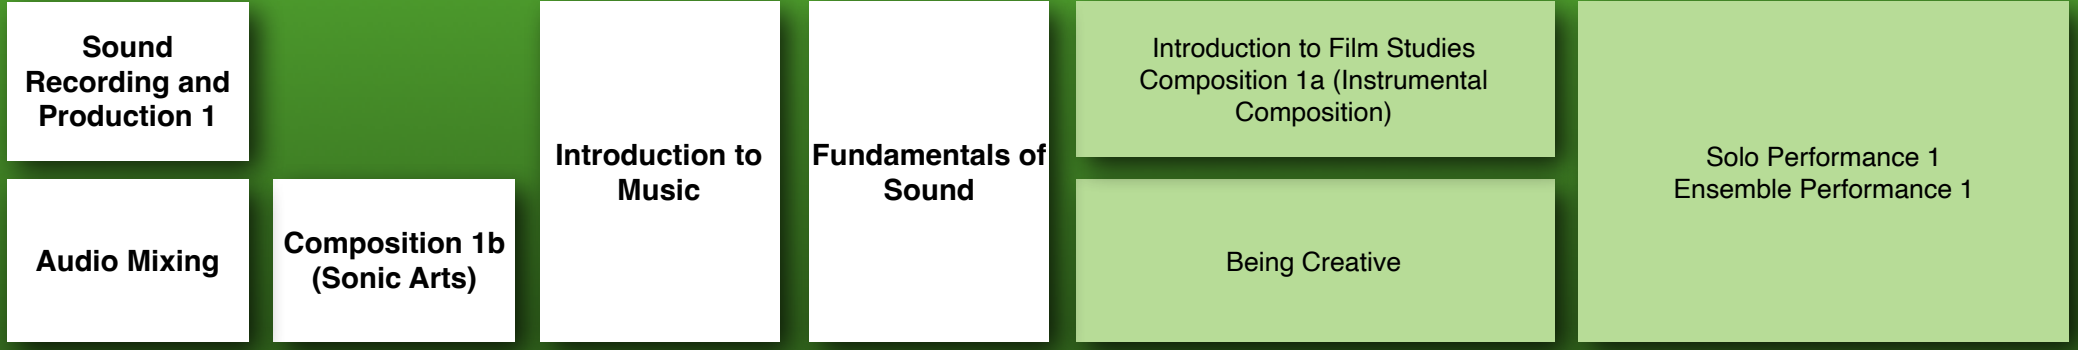 Sound
Recording and
Production 1
Audio Mixing
Composition 1b
(Sonic Arts)
Introduction to
Music
Fundamentals of
Sound
Introduction to Film Studies
Composition 1a (Instrumental
Composition)
Being Creative
Solo Performance 1
Ensemble Performance 1